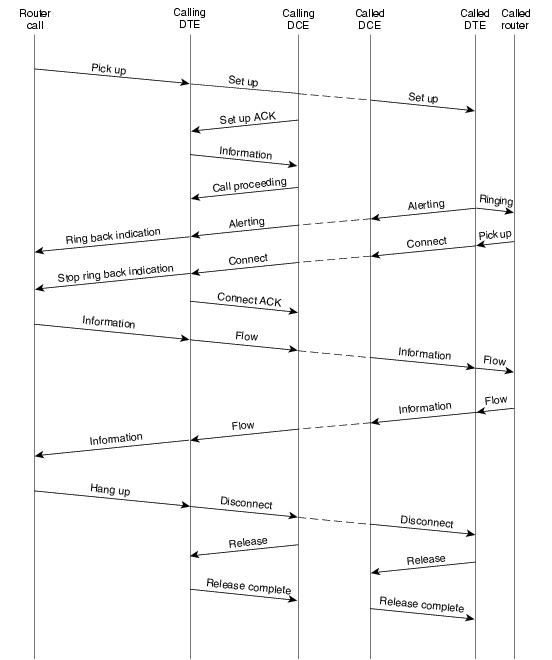 Router call
Calling DTE
Calling DCE
Called DCE
Called DTE
Called router
Pick up
Set up
Set up
Set up ACK
Information
Call proceeding
Alerting
Ringing
Ring back indication
Alerting
Connect
Pick up
Stop ring back indication
Connect
Connect ACK
Information
Flow
Information
Flow
Flow
Information
Flow
Information
Hang up
Disconnect
Disconnect
Release
Release
Release complete
Release complete